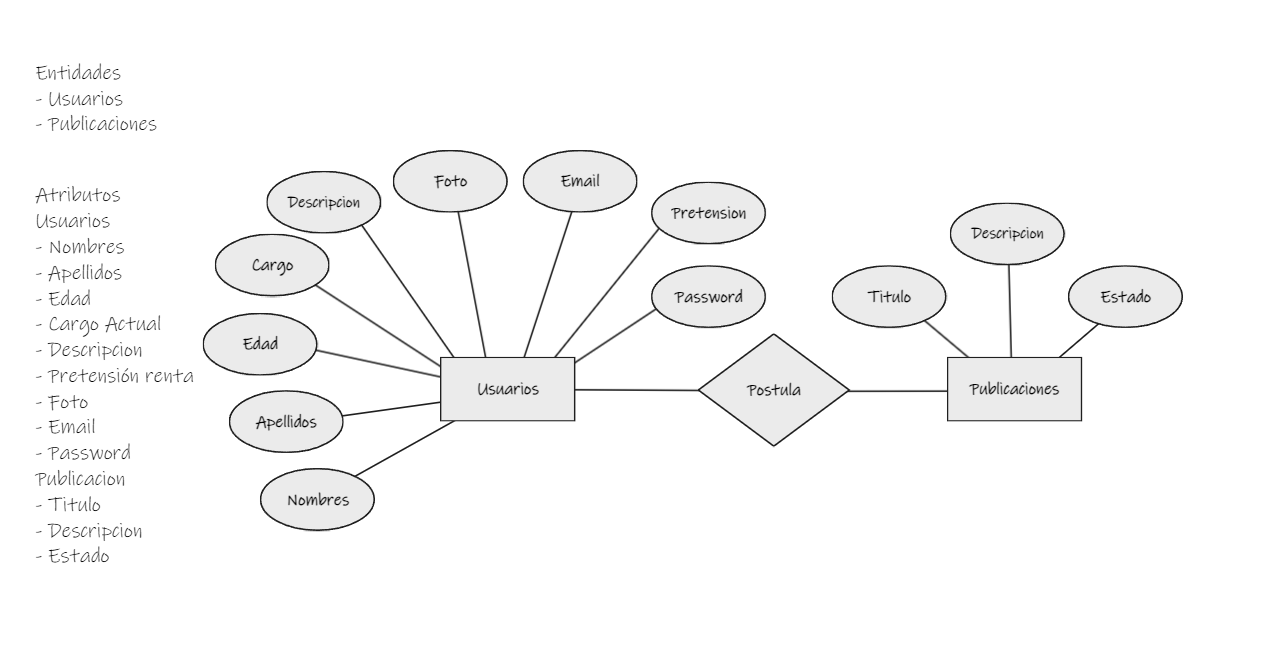 Entidades
- Usuarios
- Publicaciones
Atributos
Usuarios
- Nombres
- Apellidos
- Edad
- Cargo Actual
- Descripcion
- Pretensión renta
- Foto
- Email
- Password
Publicacion
- Titulo
- Descripcion
- Estado
Foto
Email
Descripcion
Pretension
Cargo
Password
Edad
Apellidos
Nombres
Usuarios
Postula
Descripcion
Titulo
Estado
Publicaciones